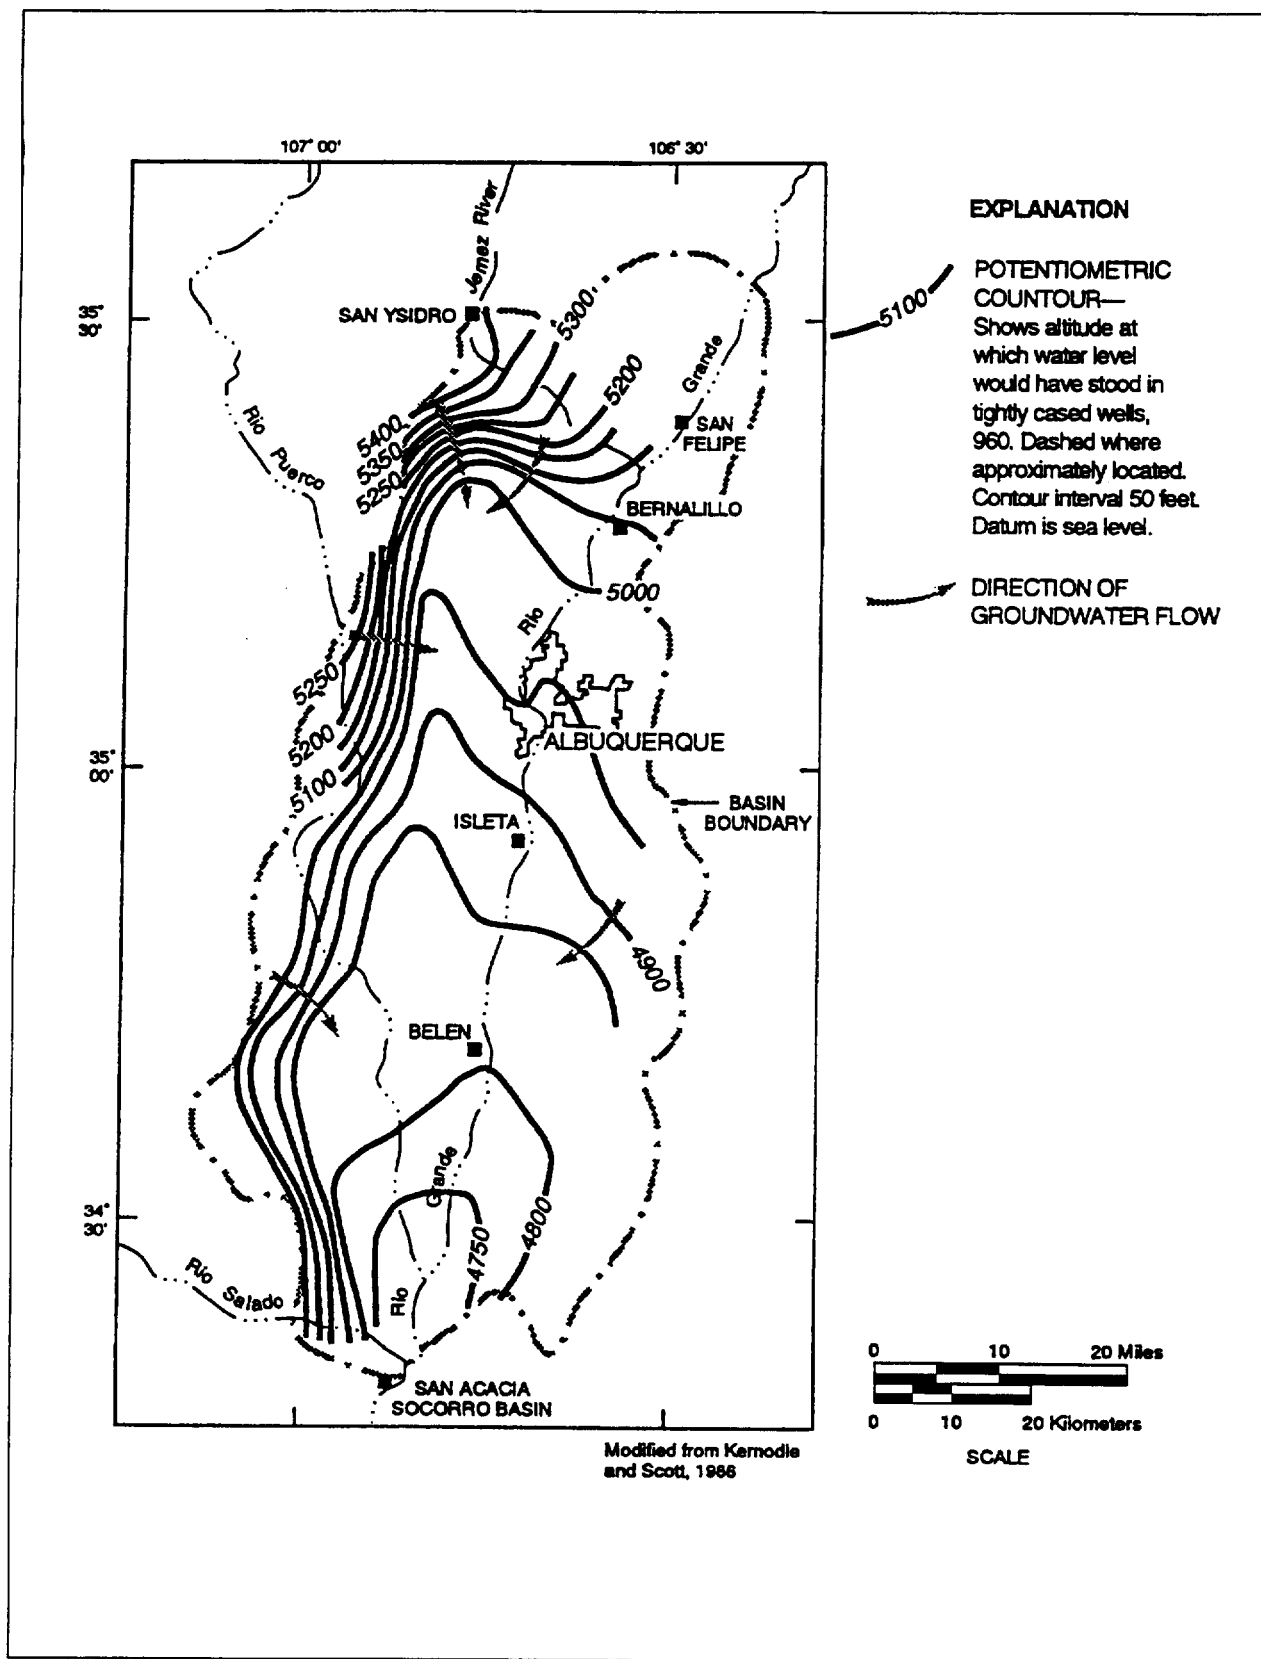 107° 00'
106° 30'
Jemez River
EXPLANATION
5100
POTENTIOMETRIC
COUNTOUR—
Shows altitude at
which water level
would have stood in
tightly cased wells,
960. Dashed where
approximately located.
Contour interval 50 feet.
Datum is sea level.
DIRECTION OF
GROUNDWATER FLOW
35°
30'
SAN YSIDRO
5300
5200
Grande
SAN
FELIPE
Rio Puerco
5400
5350
5250
BERNALILLO
5000
Rio
5250
5200
5100
ALBUQUERQUE
35°
00'
BASIN
BOUNDARY
ISLETA
4900
BELEN
Grande
34°
30'
4800
4750
Rio Salado
Rio
SAN ACACIA
SOCORRO BASIN
0 10 20 Miles
0 10 20 Kilometers
SCALE
Modified from Kernodle
and Scott, 1986